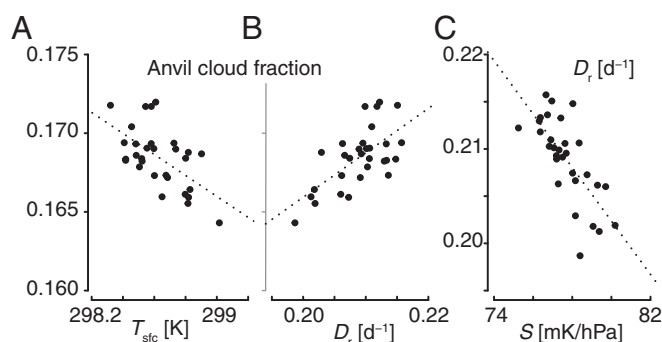 A
B
C
0.175
0.170
0.165
0.160
Anvil cloud fraction
298.2
299
T_sfc [K]
0.20
0.22
D_r [d⁻¹]
0.22
0.21
0.20
D_r [d⁻¹]
74
82
S [mK/hPa]